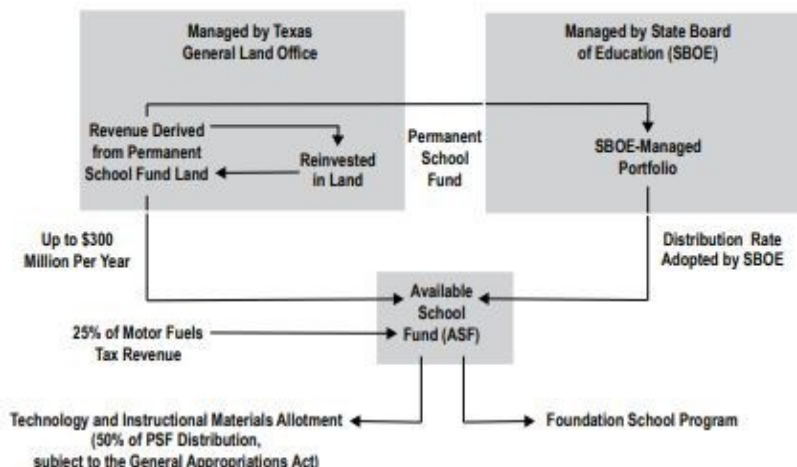 Managed by Texas
General Land Office
Managed by State Board
of Education (SBOE)
Revenue Derived
from Permanent
School Fund Land
Reinvested
in Land
Permanent
School
Fund
SBOE-Managed
Portfolio
Up to $300
Million Per Year
Distribution Rate
Adopted by SBOE
Available
School
Fund (ASF)
25% of Motor Fuels
Tax Revenue
Technology and Instructional Materials Allotment
(50% of PSF Distribution,
subject to the General Appropriations Act)
Foundation School Program